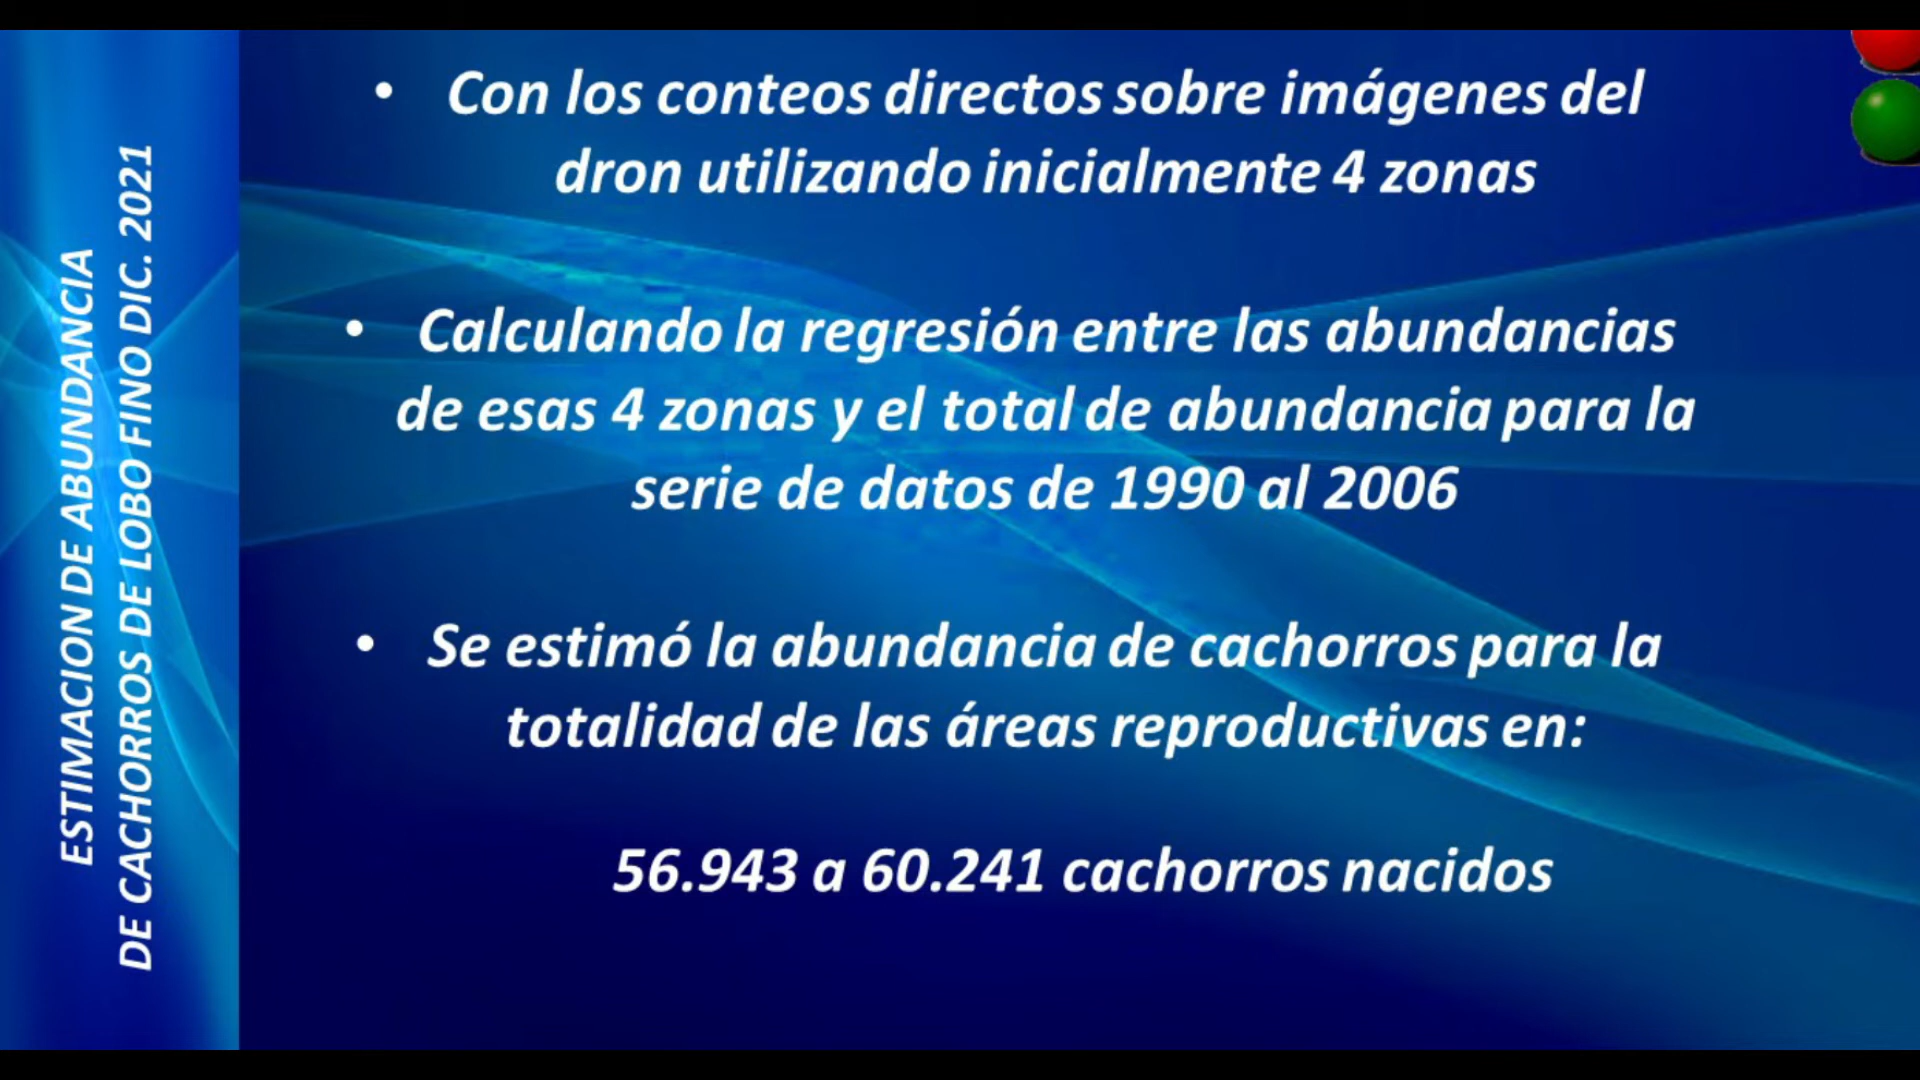 ESTIMACION DE ABUNDANCIA
DE CACHORROS DE LOBO FINO DIC. 2021
• Con los conteos directos sobre imágenes del
dron utilizando inicialmente 4 zonas
• Calculando la regresión entre las abundancias
de esas 4 zonas y el total de abundancia para la
serie de datos de 1990 al 2006
• Se estimó la abundancia de cachorros para la
totalidad de las áreas reproductivas en:
56.943 a 60.241 cachorros nacidos